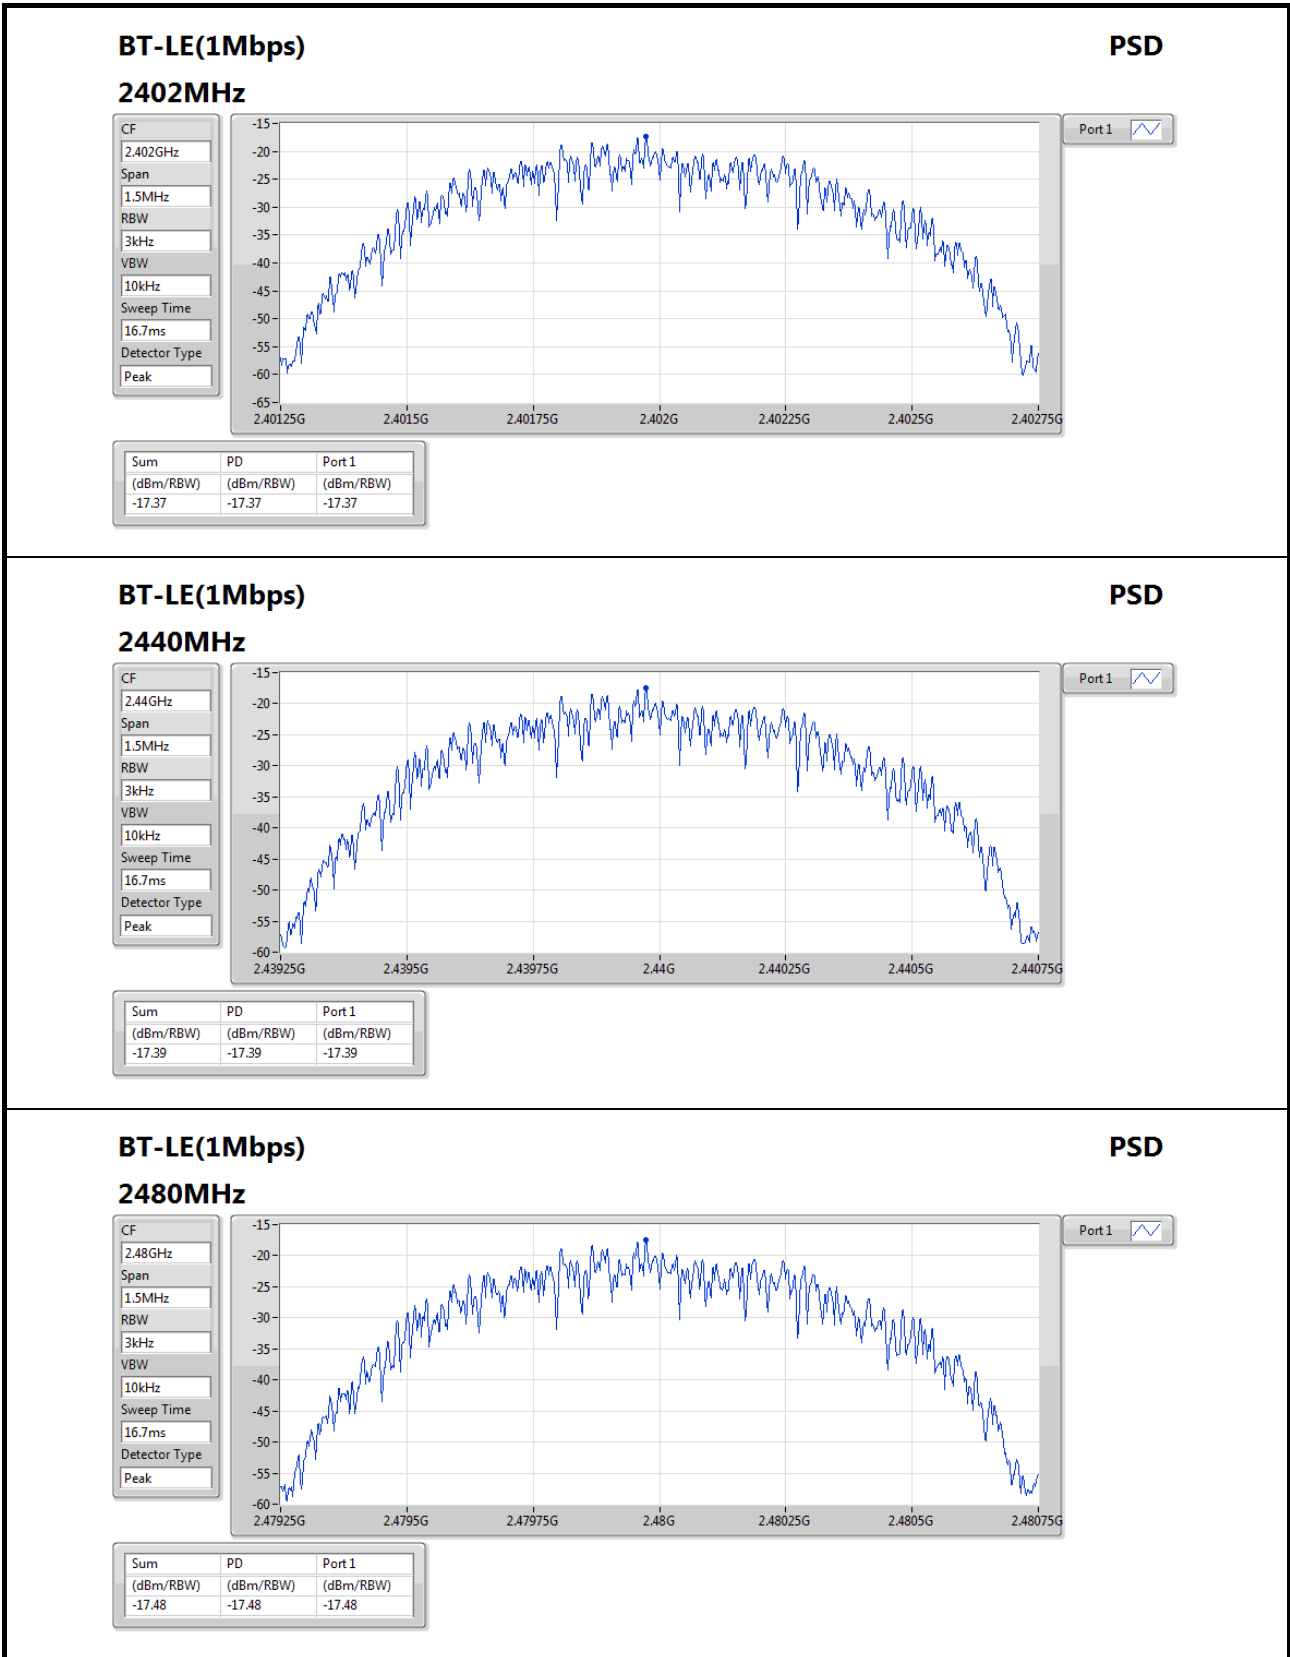 BT-LE(1Mbps) PSD
2402MHz
CF
2.402GHz
Span
1.5MHz
RBW
3kHz
VBW
10kHz
Sweep Time
16.7ms
Detector Type
Peak
-15
-20
-25
-30
-35
-40
-45
-50
-55
-60
-65
2.40125G 2.4015G 2.40175G 2.402G 2.40225G 2.4025G 2.40275G
Port 1
Sum PD Port 1
(dBm/RBW) (dBm/RBW) (dBm/RBW)
-17.37 -17.37 -17.37
BT-LE(1Mbps) PSD
2440MHz
CF
2.44GHz
Span
1.5MHz
RBW
3kHz
VBW
10kHz
Sweep Time
16.7ms
Detector Type
Peak
-15
-20
-25
-30
-35
-40
-45
-50
-55
-60
2.43925G 2.4395G 2.43975G 2.44G 2.44025G 2.4405G 2.44075G
Port 1
Sum PD Port 1
(dBm/RBW) (dBm/RBW) (dBm/RBW)
-17.39 -17.39 -17.39
BT-LE(1Mbps) PSD
2480MHz
CF
2.48GHz
Span
1.5MHz
RBW
3kHz
VBW
10kHz
Sweep Time
16.7ms
Detector Type
Peak
-15
-20
-25
-30
-35
-40
-45
-50
-55
-60
2.47925G 2.4795G 2.47975G 2.48G 2.48025G 2.4805G 2.48075G
Port 1
Sum PD Port 1
(dBm/RBW) (dBm/RBW) (dBm/RBW)
-17.48 -17.48 -17.48